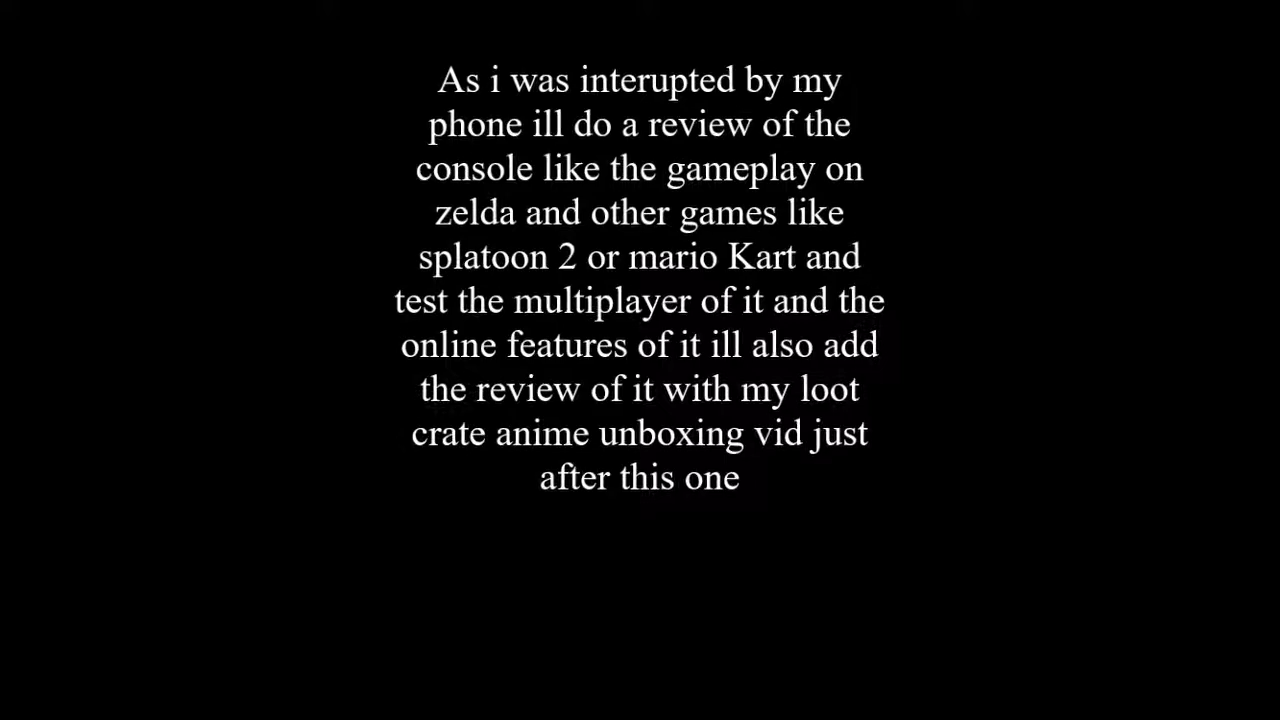 As i was interupted by my
phone ill do a review of the
console like the gameplay on
zelda and other games like
splatoon 2 or mario Kart and
test the multiplayer of it and the
online features of it ill also add
the review of it with my loot
crate anime unboxing vid just
after this one